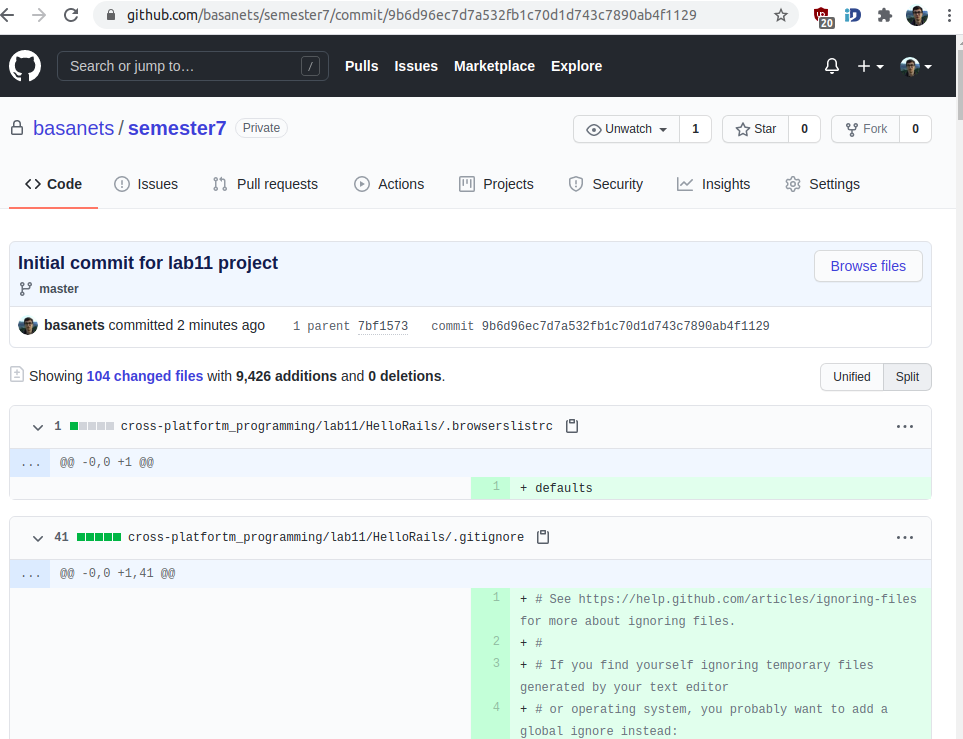 github.com/basanets/semester7/commit/9b6d96ec7d7a532fb1c70d1d743c7890ab4f1129
20
Search or jump to…
/
Pulls Issues Marketplace Explore
basanets / semester7 Private
Unwatch 1 Star 0 Fork 0
Code Issues Pull requests Actions Projects Security Insights Settings
Initial commit for lab11 project
Browse files
master
basanets committed 2 minutes ago 1 parent 7bf1573 commit 9b6d96ec7d7a532fb1c70d1d743c7890ab4f1129
Showing 104 changed files with 9,426 additions and 0 deletions.
Unified Split
1 cross-platfortm_programming/lab11/HelloRails/.browserslistrc
... @@ -0,0 +1 @@
1 + defaults
41 cross-platfortm_programming/lab11/HelloRails/.gitignore
... @@ -0,0 +1,41 @@
1 + # See https://help.github.com/articles/ignoring-files
for more about ignoring files.
2 + #
3 + # If you find yourself ignoring temporary files
generated by your text editor
4 + # or operating system, you probably want to add a
global ignore instead: